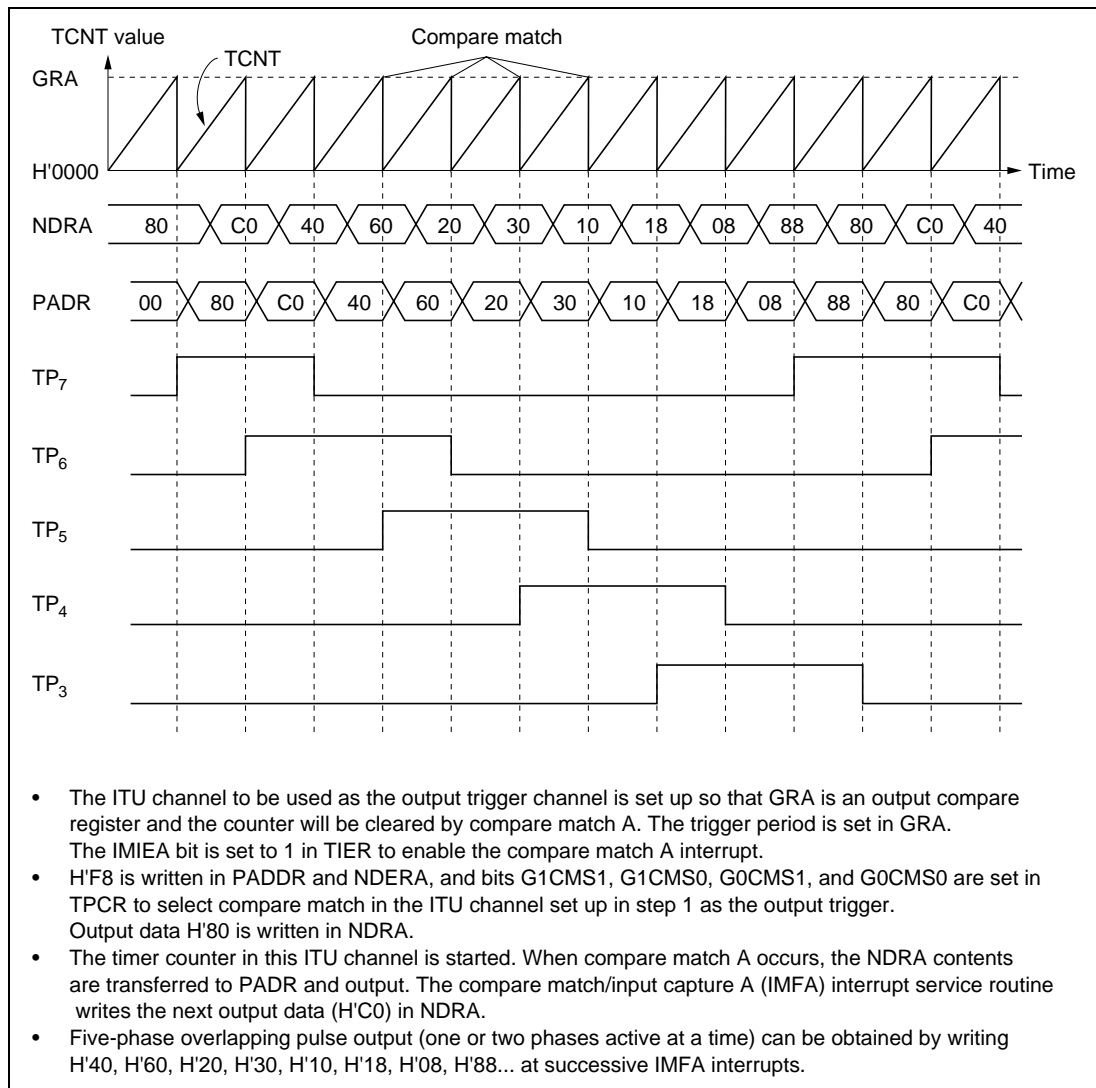 TCNT value
Compare match
TCNT
GRA
H'0000
Time
NDRA 80 C0 40 60 20 30 10 18 08 88 80 C0 40
PADR 00 80 C0 40 60 20 30 10 18 08 88 80 C0
TP7
TP6
TP5
TP4
TP3
• The ITU channel to be used as the output trigger channel is set up so that GRA is an output compare
register and the counter will be cleared by compare match A. The trigger period is set in GRA.
The IMIEA bit is set to 1 in TIER to enable the compare match A interrupt.
• H'F8 is written in PADDR and NDERA, and bits G1CMS1, G1CMS0, G0CMS1, and G0CMS0 are set in
TPCR to select compare match in the ITU channel set up in step 1 as the output trigger.
Output data H'80 is written in NDRA.
• The timer counter in this ITU channel is started. When compare match A occurs, the NDRA contents
are transferred to PADR and output. The compare match/input capture A (IMFA) interrupt service routine
writes the next output data (H'C0) in NDRA.
• Five-phase overlapping pulse output (one or two phases active at a time) can be obtained by writing
H'40, H'60, H'20, H'30, H'10, H'18, H'08, H'88... at successive IMFA interrupts.